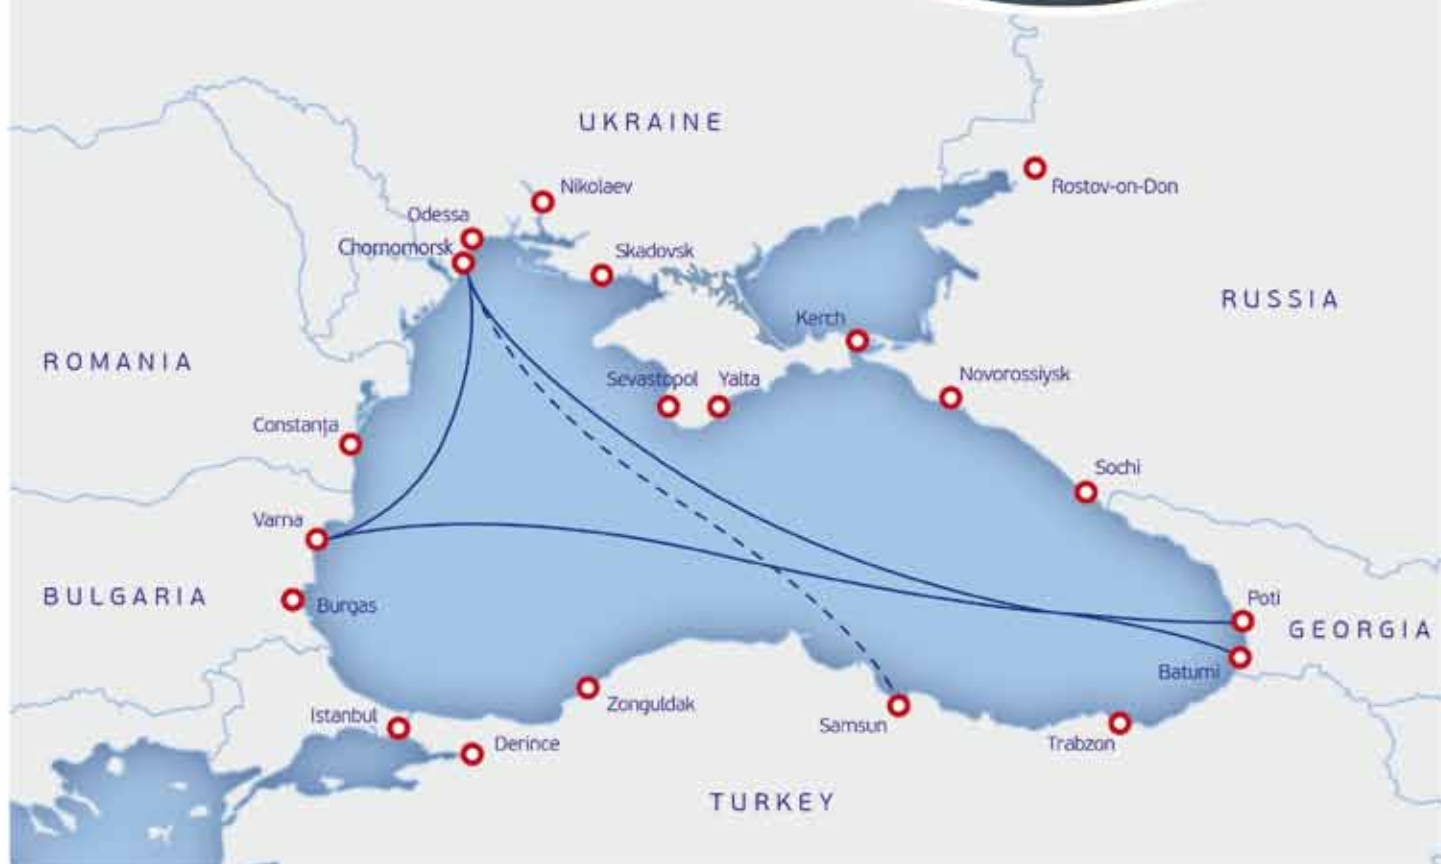 UKRAINE
Nikolaev
Rostov-on-Don
Odessa
Chornomorsk
Skadovsk
RUSSIA
Kerch
ROMANIA
Sevastopol
Yalta
Novorossiysk
Constanța
Sochi
Varna
BULGARIA
Burgas
Poti
GEORGIA
Batumi
Zonguldak
Istanbul
Samsun
Derince
Trabzon
TURKEY